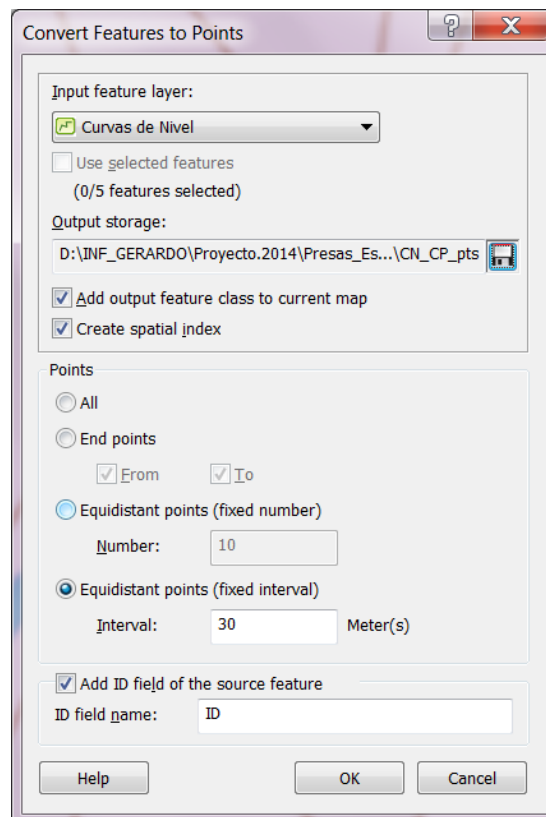 Convert Features to Points
Input feature layer:
Curvas de Nivel
Use selected features
(0/5 features selected)
Output storage:
D:\INF_GERARDO\Proyecto.2014\Presas_Es...\CN_CP_pts
Add output feature class to current map
Create spatial index
Points
All
End points
From To
Equidistant points (fixed number)
Number: 10
Equidistant points (fixed interval)
Interval: 30 Meter(s)
Add ID field of the source feature
ID field name: ID
Help OK Cancel